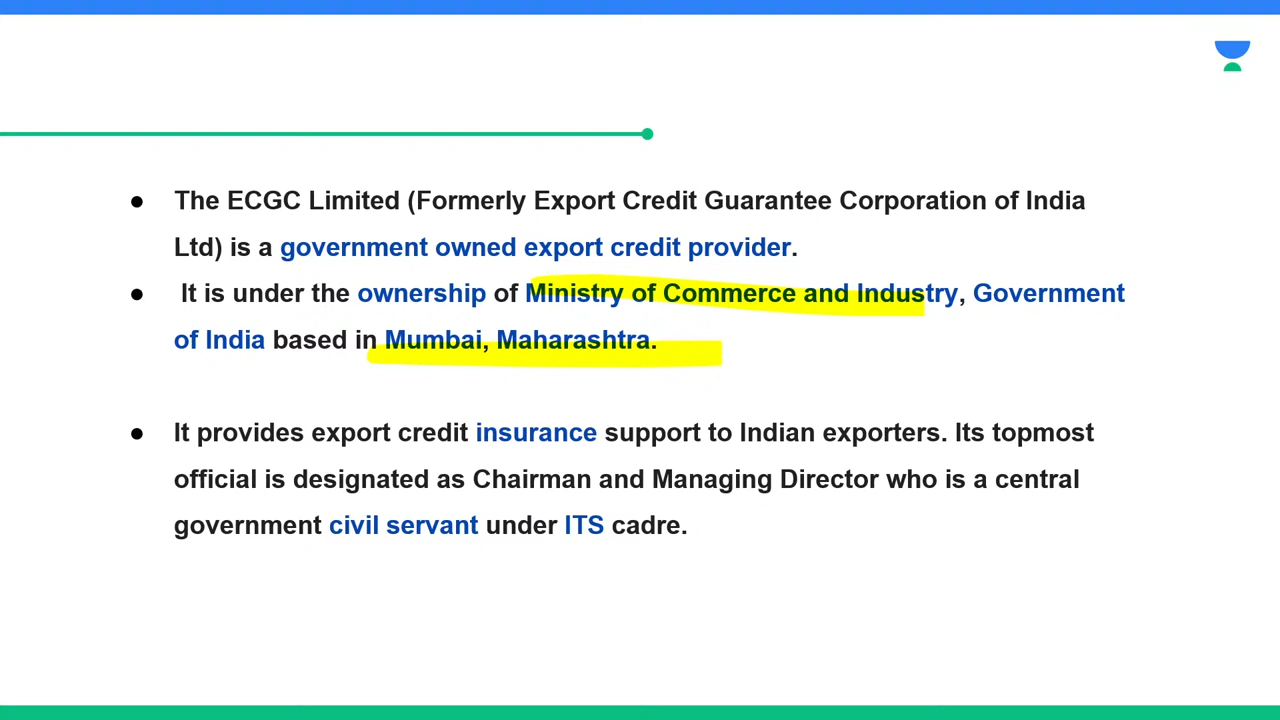 ● The ECGC Limited (Formerly Export Credit Guarantee Corporation of India
Ltd) is a government owned export credit provider.
● It is under the ownership of Ministry of Commerce and Industry, Government
of India based in Mumbai, Maharashtra.
● It provides export credit insurance support to Indian exporters. Its topmost
official is designated as Chairman and Managing Director who is a central
government civil servant under ITS cadre.